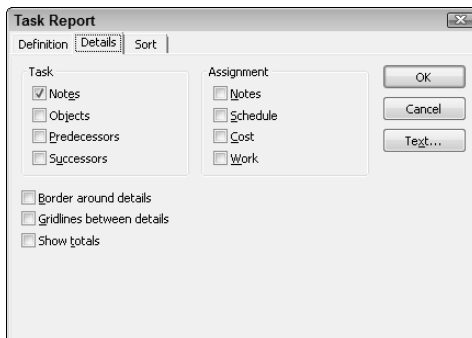 Task Report
Definition Details Sort
Task
Notes
Objects
Predecessors
Successors
Assignment
Notes
Schedule
Cost
Work
OK
Cancel
Text...
Border around details
Gridlines between details
Show totals